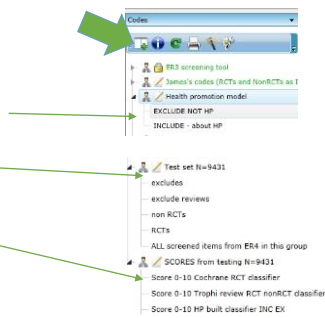 Codes
ER3 screening tool
James's codes (RCTs and NonRCTs as I
Health promotion model
EXCLUDE NOT HP
INCLUDE - about HP
Test set N=9431
excludes
exclude reviews
non RCTs
RCTs
ALL screened items from ER4 in this group
SCORES from testing N=9431
Score 0-10 Cochrane RCT classifier
Score 0-10 Trophi review RCT nonRCT classifier
Score 0-10 HP built classifier INC EX